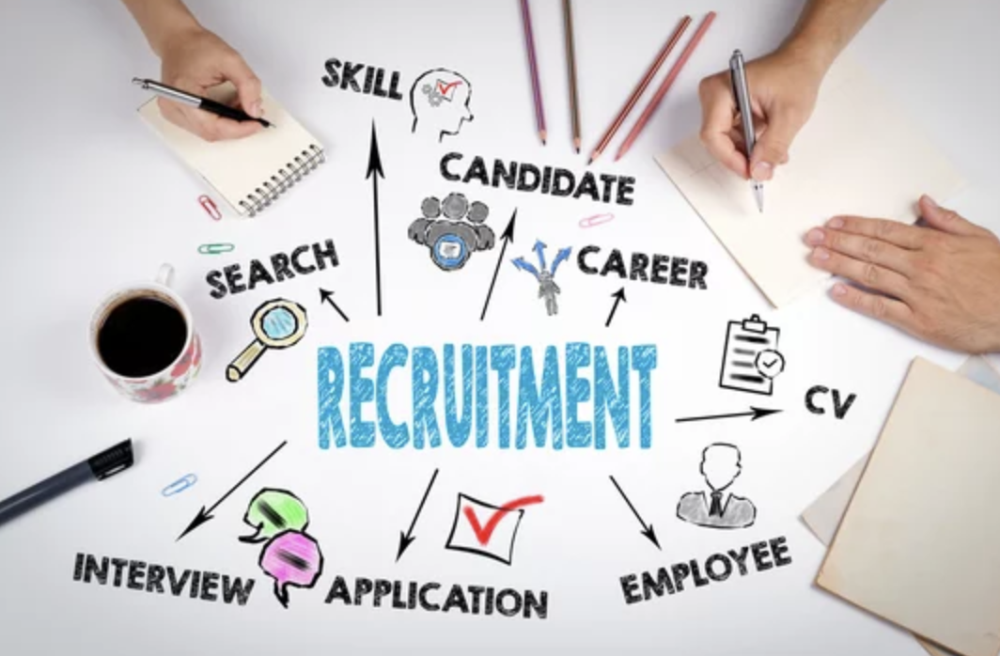 SKILL
CANDIDATE
SEARCH
CAREER
RECRUITMENT
CV
INTERVIEW
APPLICATION
EMPLOYEE